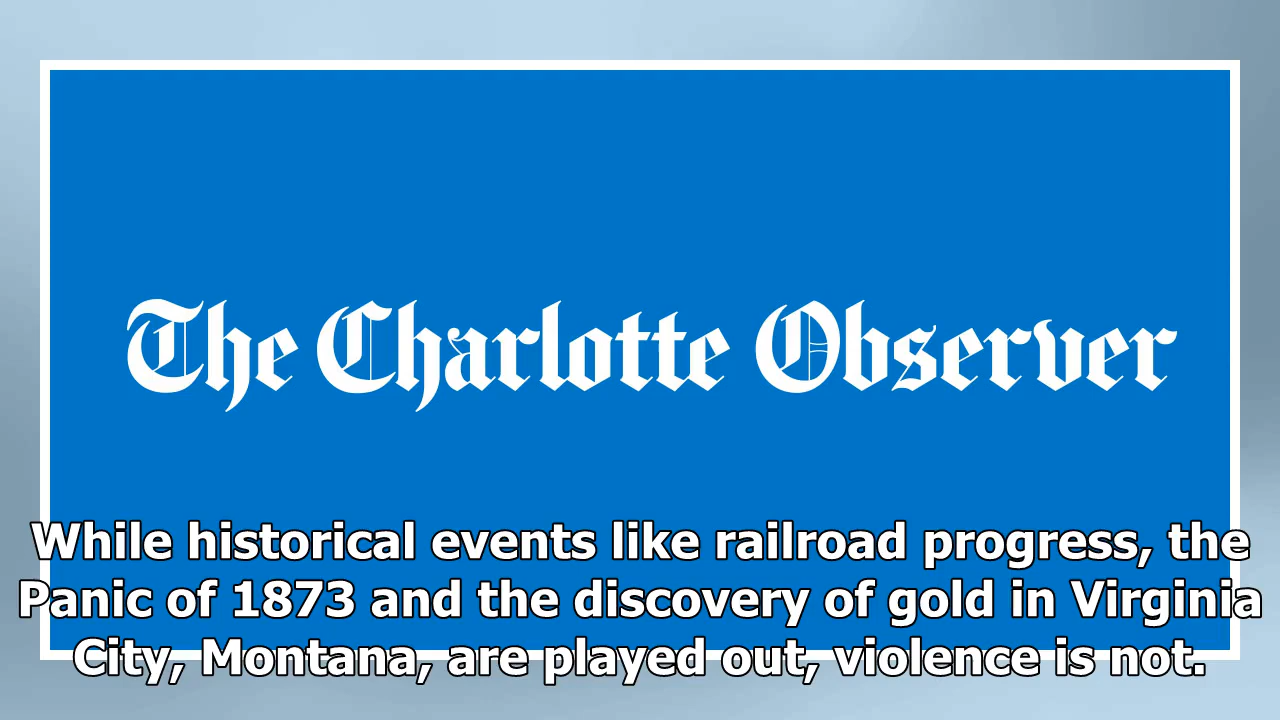 The Charlotte Observer
While historical events like railroad progress, the
Panic of 1873 and the discovery of gold in Virginia
City, Montana, are played out, violence is not.